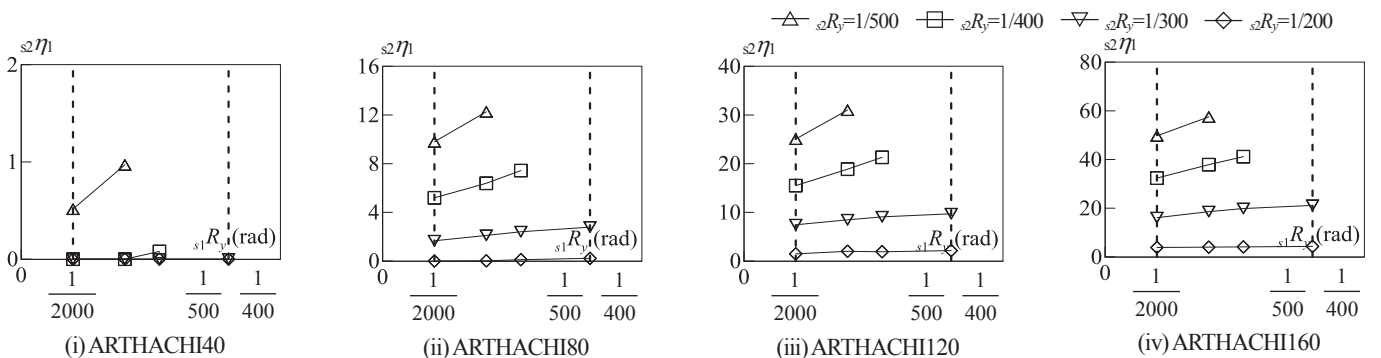 s2Ry=1/500 s2Ry=1/400 s2Ry=1/300 s2Ry=1/200
s2η1
2
1
0
0
s1Ry (rad)
1/2000 1/500 1/400
(i) ARTHACHI40
s2η1
16
12
8
4
0
0
s1Ry (rad)
1/2000 1/500 1/400
(ii) ARTHACHI80
s2η1
40
30
20
10
0
0
s1Ry (rad)
1/2000 1/500 1/400
(iii) ARTHACHI120
s2η1
80
60
40
20
0
0
s1Ry (rad)
1/2000 1/500 1/400
(iv) ARTHACHI160